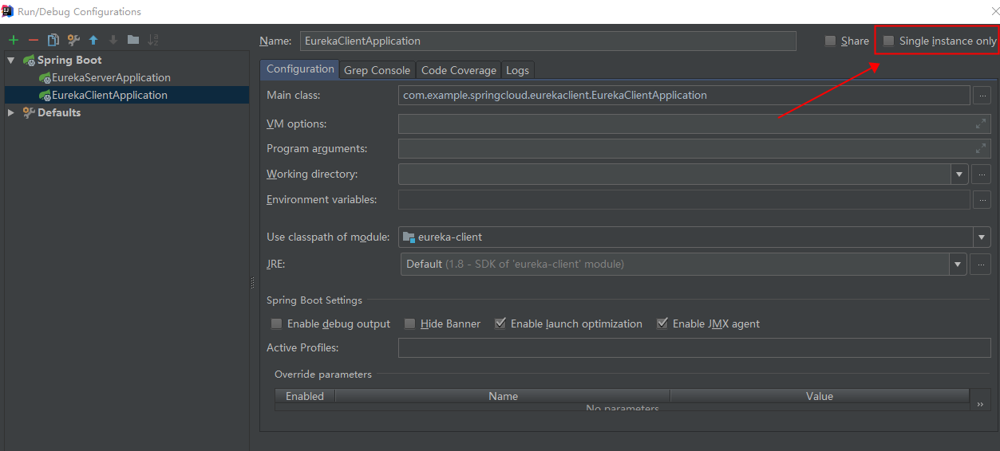 Run/Debug Configurations
Name: EurekaClientApplication Share Single instance only
Spring Boot
EurekaServerApplication
EurekaClientApplication
Defaults
Configuration Grep Console Code Coverage Logs
Main class: com.example.springcloud.eurekaclient.EurekaClientApplication ...
VM options:
Program arguments:
Working directory: ...
Environment variables: ...
Use classpath of module: eureka-client
JRE: Default (1.8 - SDK of 'eureka-client' module) ...
Spring Boot Settings
Enable debug output Hide Banner Enable launch optimization Enable JMX agent
Active Profiles:
Override parameters
Enabled Name Value
No parameters